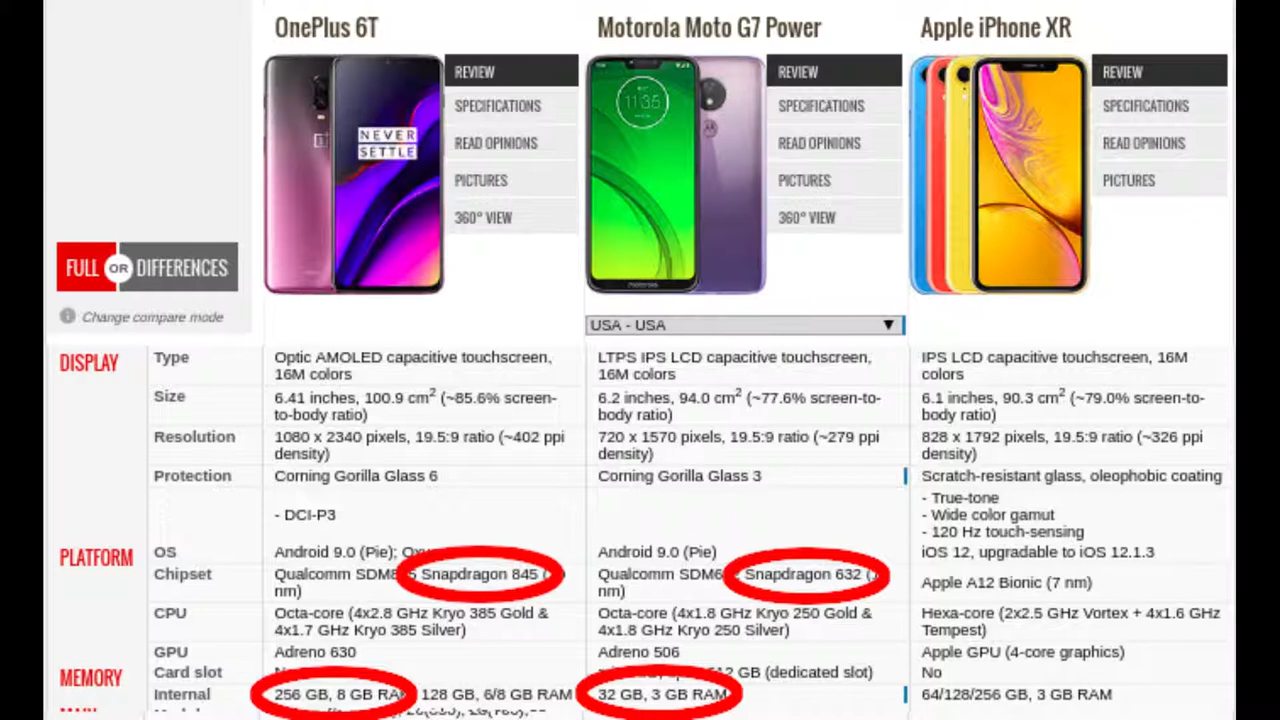 OnePlus 6T
Motorola Moto G7 Power
Apple iPhone XR
REVIEW
SPECIFICATIONS
READ OPINIONS
PICTURES
360° VIEW
NEVER
SETTLE
REVIEW
SPECIFICATIONS
READ OPINIONS
PICTURES
360° VIEW
11:35
motorola
REVIEW
SPECIFICATIONS
READ OPINIONS
PICTURES
FULL OR DIFFERENCES
Change compare mode
USA - USA
DISPLAY
Type
Optic AMOLED capacitive touchscreen,
16M colors
LTPS IPS LCD capacitive touchscreen,
16M colors
IPS LCD capacitive touchscreen, 16M
colors
Size
6.41 inches, 100.9 cm2 (~85.6% screen-
to-body ratio)
6.2 inches, 94.0 cm2 (~77.6% screen-to-
body ratio)
6.1 inches, 90.3 cm2 (~79.0% screen-to-
body ratio)
Resolution
1080 x 2340 pixels, 19.5:9 ratio (~402 ppi
density)
720 x 1570 pixels, 19.5:9 ratio (~279 ppi
density)
828 x 1792 pixels, 19.5:9 ratio (~326 ppi
density)
Protection
Corning Gorilla Glass 6
Corning Gorilla Glass 3
Scratch-resistant glass, oleophobic coating
- DCI-P3
- True-tone
- Wide color gamut
- 120 Hz touch-sensing
PLATFORM
OS
Android 9.0 (Pie);
Android 9.0 (Pie)
iOS 12, upgradable to iOS 12.1.3
Chipset
Qualcomm Snapdragon 845
nm)
Qualcomm Snapdragon 632
nm)
Apple A12 Bionic (7 nm)
CPU
Octa-core (4x2.8 GHz Kryo 385 Gold &
4x1.7 GHz Kryo 385 Silver)
Octa-core (4x1.8 GHz Kryo 250 Gold &
4x1.8 GHz Kryo 250 Silver)
Hexa-core (2x2.5 GHz Vortex + 4x1.6 GHz
Tempest)
GPU
Adreno 630
Adreno 506
Apple GPU (4-core graphics)
MEMORY
Card slot
GB (dedicated slot)
No
Internal
256 GB, 8 GB RAM, 128 GB, 6/8 GB RAM
32 GB, 3 GB RAM
64/128/256 GB, 3 GB RAM